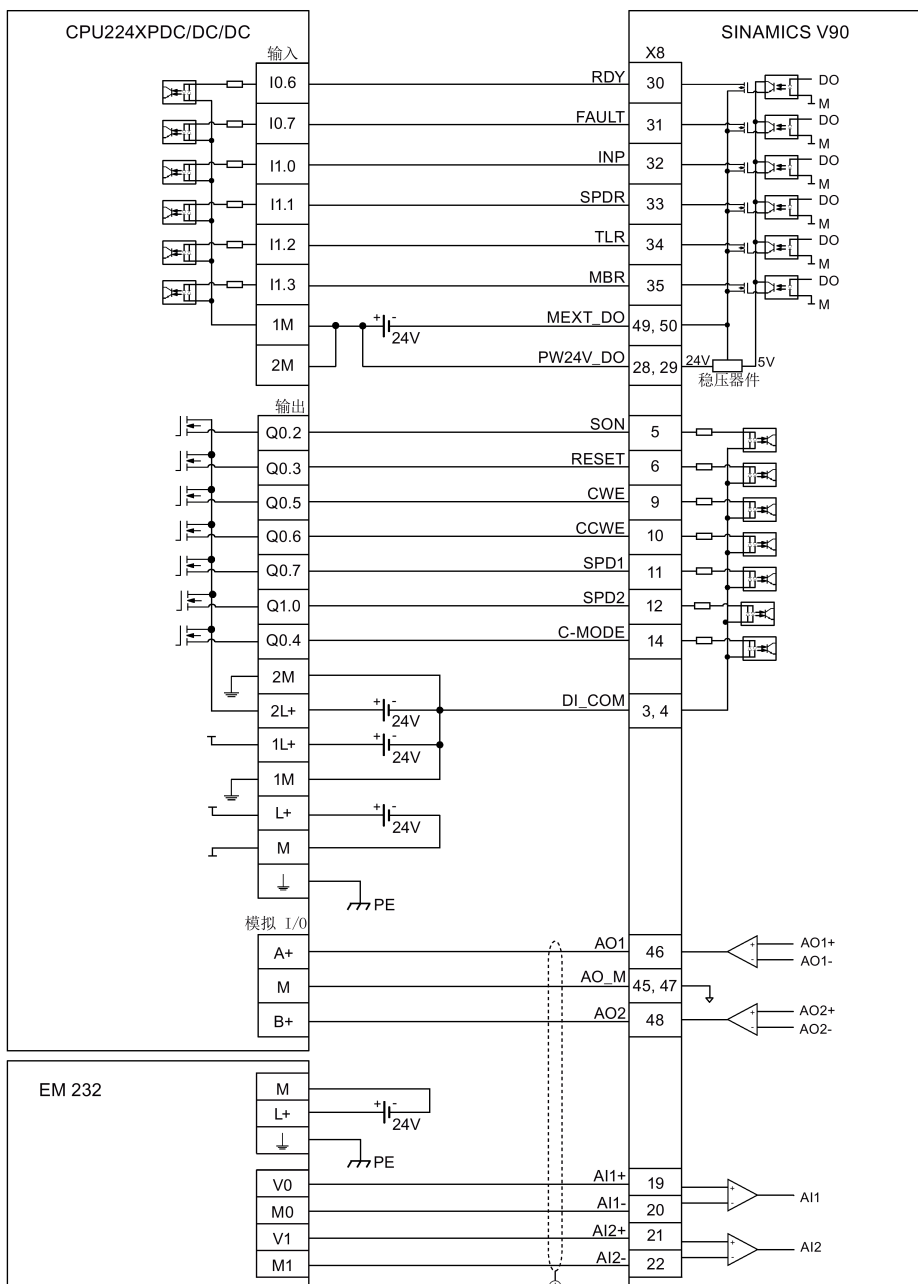 CPU224XPDC/DC/DC
SINAMICS V90
输入
X8
I0.6 RDY 30 DO
M
I0.7 FAULT 31 DO
M
I1.0 INP 32 DO
M
I1.1 SPDR 33 DO
M
I1.2 TLR 34 DO
M
I1.3 MBR 35 DO
M
1M + - 24V MEXT_DO 49, 50
2M PW24V_DO 28, 29 24V 5V
稳压器件
输出
Q0.2 SON 5
Q0.3 RESET 6
Q0.5 CWE 9
Q0.6 CCWE 10
Q0.7 SPD1 11
Q1.0 SPD2 12
Q0.4 C-MODE 14
2M
2L+ + - 24V DI_COM 3, 4
1L+ + - 24V
1M
L+ + - 24V
M
PE
模拟 I/0
A+ AO1 46 + - AO1+
AO1-
M AO_M 45, 47
B+ AO2 48 + - AO2+
AO2-
EM 232
M
L+ + - 24V
PE
V0 AI1+ 19 +
M0 AI1- 20 - AI1
V1 AI2+ 21 +
M1 AI2- 22 - AI2